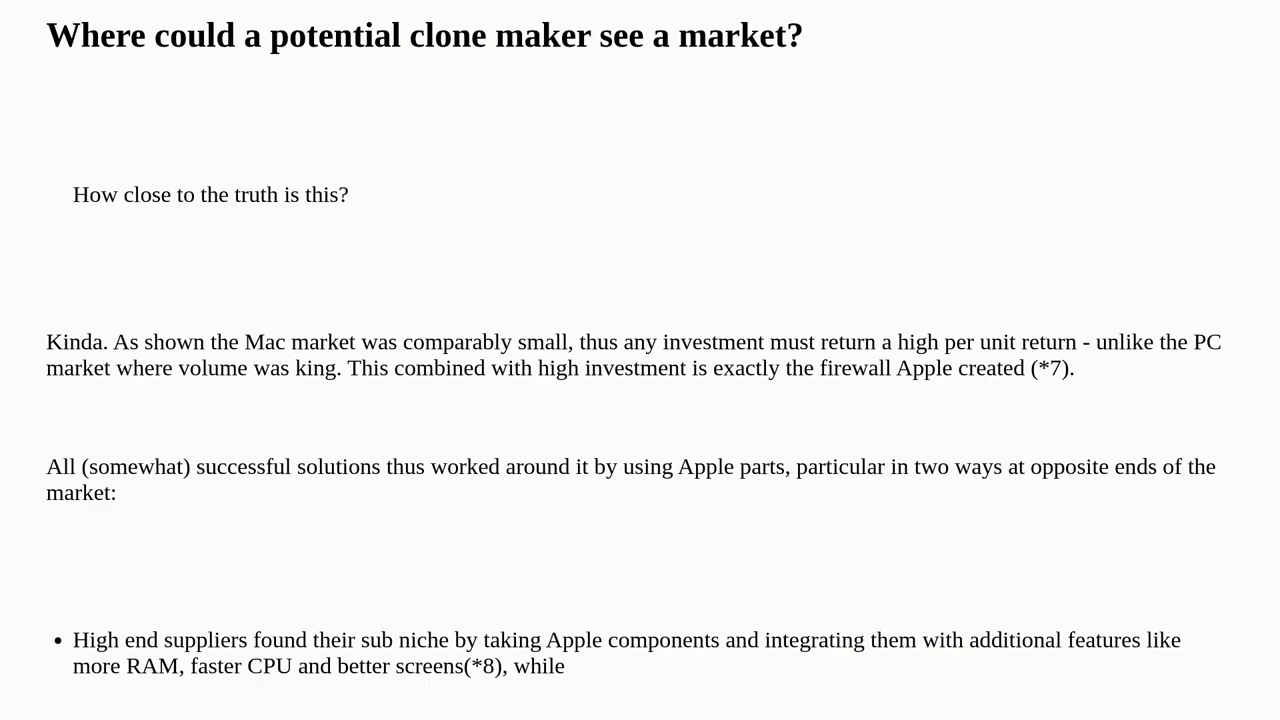 Where could a potential clone maker see a market?
How close to the truth is this?
Kinda. As shown the Mac market was comparably small, thus any investment must return a high per unit return - unlike the PC
market where volume was king. This combined with high investment is exactly the firewall Apple created (*7).
All (somewhat) successful solutions thus worked around it by using Apple parts, particular in two ways at opposite ends of the
market:
• High end suppliers found their sub niche by taking Apple components and integrating them with additional features like
more RAM, faster CPU and better screens(*8), while